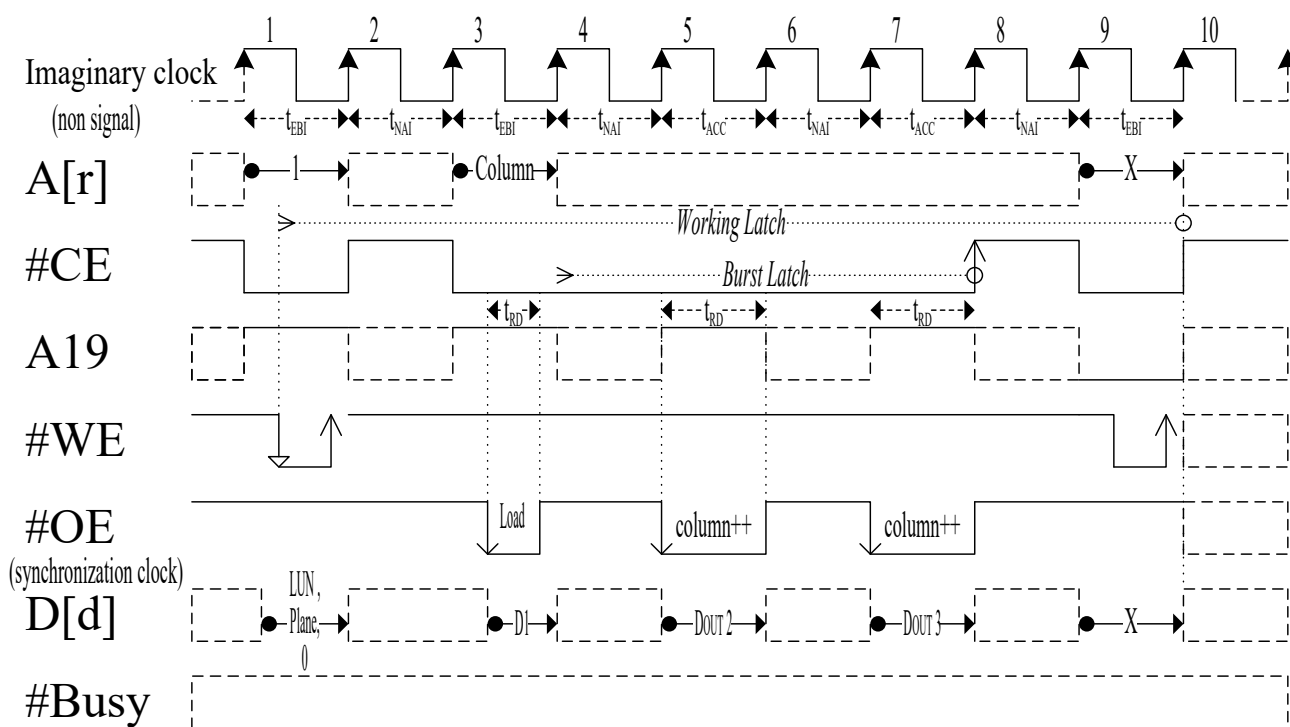 1 2 3 4 5 6 7 8 9 10
Imaginary clock
(non signal)
tEBI tNAI tEBI tNAI tACC tNAI tACC tNAI tEBI
A[r]
1 Column X
Working Latch
#CE
Burst Latch
tRD tRD tRD
A19
#WE
#OE
Load column++ column++
(synchronization clock)
D[d]
LUN ,
Plane,
0
D1 DOUT 2 DOUT 3 X
#Busy